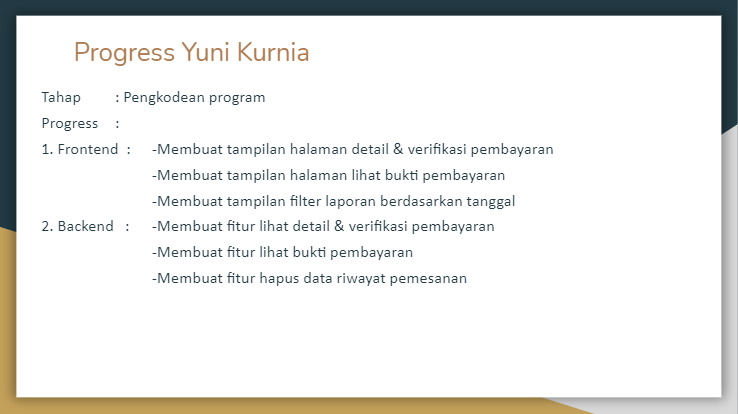 Progress Yuni Kurnia
Tahap : Pengkodean program
Progress :
1. Frontend : -Membuat tampilan halaman detail & verifikasi pembayaran
-Membuat tampilan halaman lihat bukti pembayaran
-Membuat tampilan filter laporan berdasarkan tanggal
2. Backend : -Membuat fitur lihat detail & verifikasi pembayaran
-Membuat fitur lihat bukti pembayaran
-Membuat fitur hapus data riwayat pemesanan